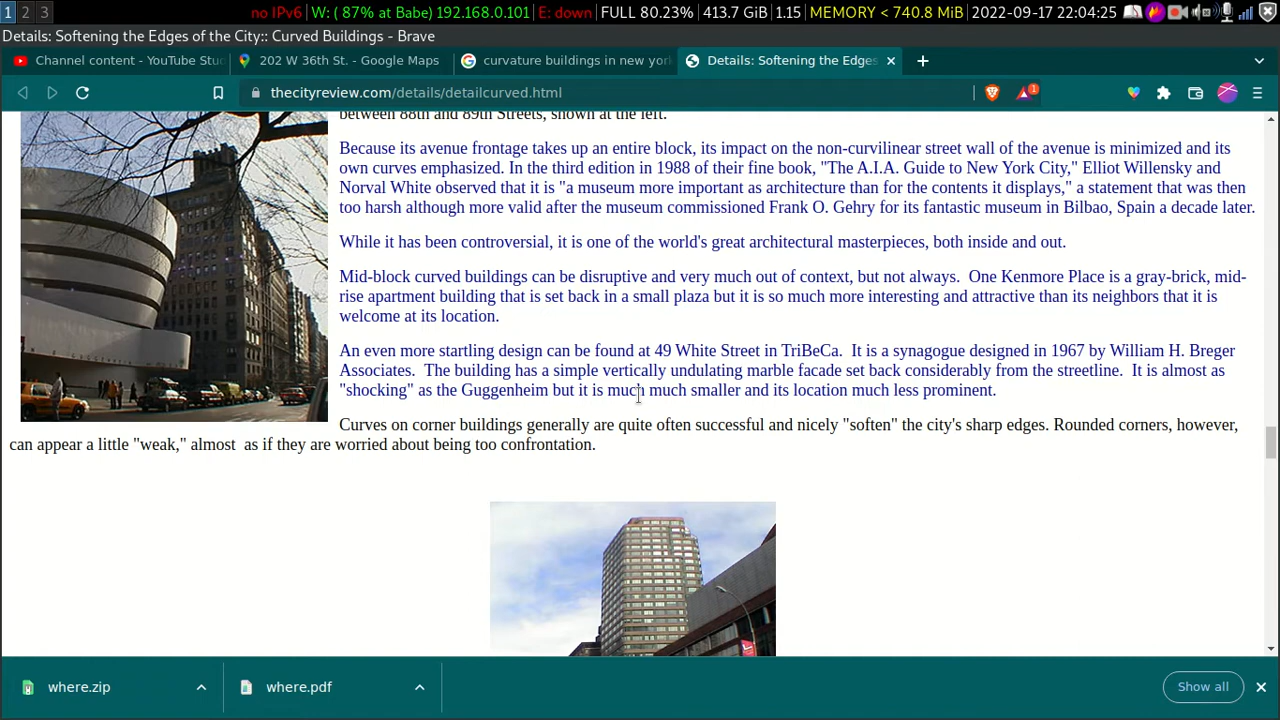 1 2 3 no IPv6 W: ( 87% at Babe) 192.168.0.101 E: down FULL 80.23% 413.7 GiB 1.15 MEMORY < 740.8 MiB 2022-09-17 22:04:25
Details: Softening the Edges of the City:: Curved Buildings - Brave
Channel content - YouTube Stu 202 W 36th St. - Google Maps curvature buildings in new yor Details: Softening the Edges
thecityreview.com/details/detailcurved.html 1
between 88th and 89th Streets, shown at the left.
Because its avenue frontage takes up an entire block, its impact on the non-curvilinear street wall of the avenue is minimized and its
own curves emphasized. In the third edition in 1988 of their fine book, "The A.I.A. Guide to New York City," Elliot Willensky and
Norval White observed that it is "a museum more important as architecture than for the contents it displays," a statement that was then
too harsh although more valid after the museum commissioned Frank O. Gehry for its fantastic museum in Bilbao, Spain a decade later.
While it has been controversial, it is one of the world's great architectural masterpieces, both inside and out.
Mid-block curved buildings can be disruptive and very much out of context, but not always. One Kenmore Place is a gray-brick, mid-
rise apartment building that is set back in a small plaza but it is so much more interesting and attractive than its neighbors that it is
welcome at its location.
An even more startling design can be found at 49 White Street in TriBeCa. It is a synagogue designed in 1967 by William H. Breger
Associates. The building has a simple vertically undulating marble facade set back considerably from the streetline. It is almost as
"shocking" as the Guggenheim but it is much much smaller and its location much less prominent.
Curves on corner buildings generally are quite often successful and nicely "soften" the city's sharp edges. Rounded corners, however,
can appear a little "weak," almost as if they are worried about being too confrontation.
where.zip where.pdf Show all